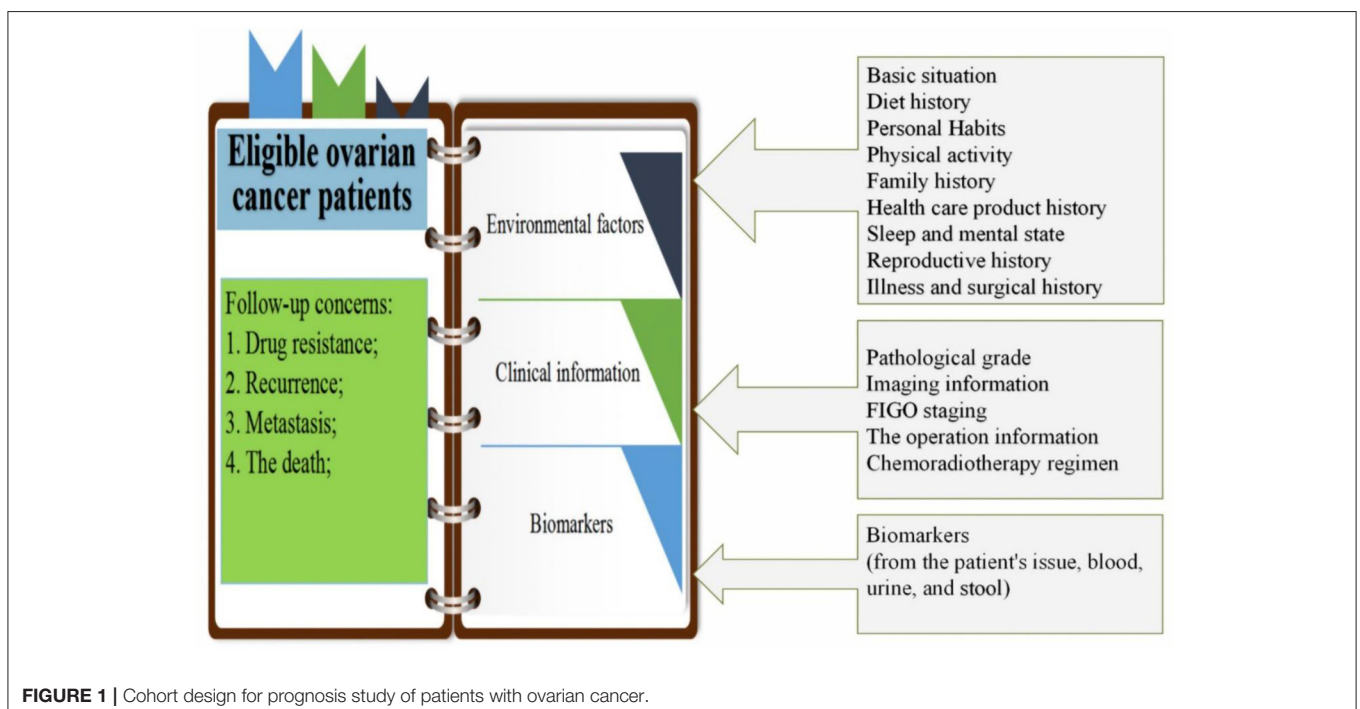 Eligible ovarian
cancer patients
Follow-up concerns:
1. Drug resistance;
2. Recurrence;
3. Metastasis;
4. The death;
Environmental factors
Clinical information
Biomarkers
Basic situation
Diet history
Personal Habits
Physical activity
Family history
Health care product history
Sleep and mental state
Reproductive history
Illness and surgical history
Pathological grade
Imaging information
FIGO staging
The operation information
Chemoradiotherapy regimen
Biomarkers
(from the patient's issue, blood,
urine, and stool)
FIGURE 1 | Cohort design for prognosis study of patients with ovarian cancer.